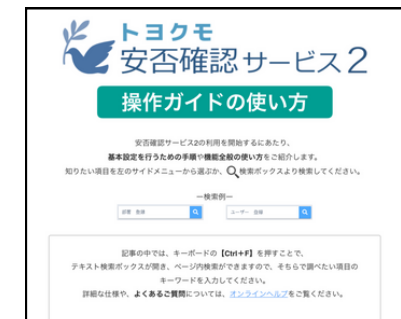 トヨクモ
安否確認サービス2
操作ガイドの使い方
安否確認サービス2の利用を開始するにあたり、
基本設定を行うための手順や機能全般の使い方をご紹介します。
知りたい項目を左のサイドメニューから選ぶか、検索ボックスより検索してください。
ー検索例ー
部署 登録
ユーザー 登録
記事の中では、キーボードの【Ctrl+F】を押すことで、
テキスト検索ボックスが開き、ページ内検索ができますので、そちらで調べたい項目の
キーワードを入力してください。
詳細な仕様や、よくあるご質問については、オンラインヘルプをご覧ください。